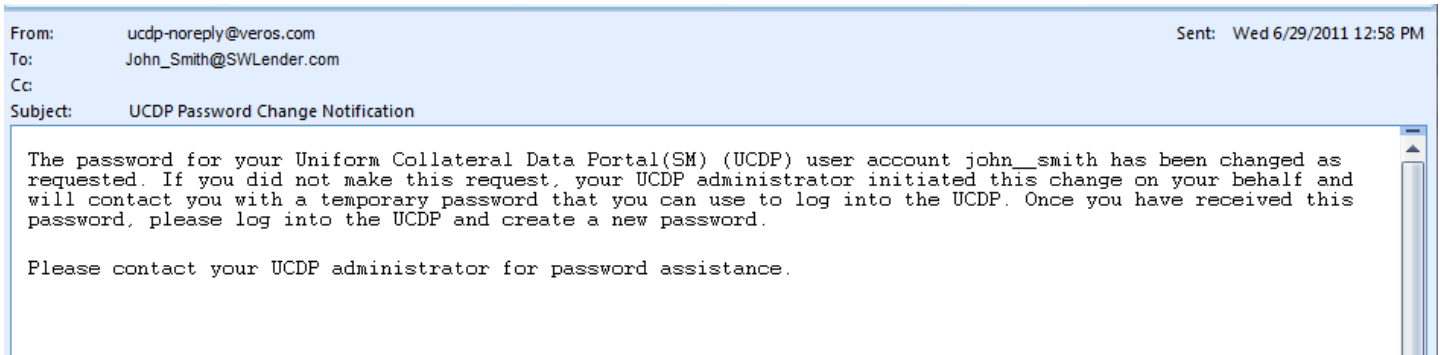 From: ucdp-noreply@veros.com Sent: Wed 6/29/2011 12:58 PM
To: John_Smith@SWLender.com
Cc:
Subject: UCDP Password Change Notification
The password for your Uniform Collateral Data Portal(SM) (UCDP) user account john__smith has been changed as
requested. If you did not make this request, your UCDP administrator initiated this change on your behalf and
will contact you with a temporary password that you can use to log into the UCDP. Once you have received this
password, please log into the UCDP and create a new password.
Please contact your UCDP administrator for password assistance.